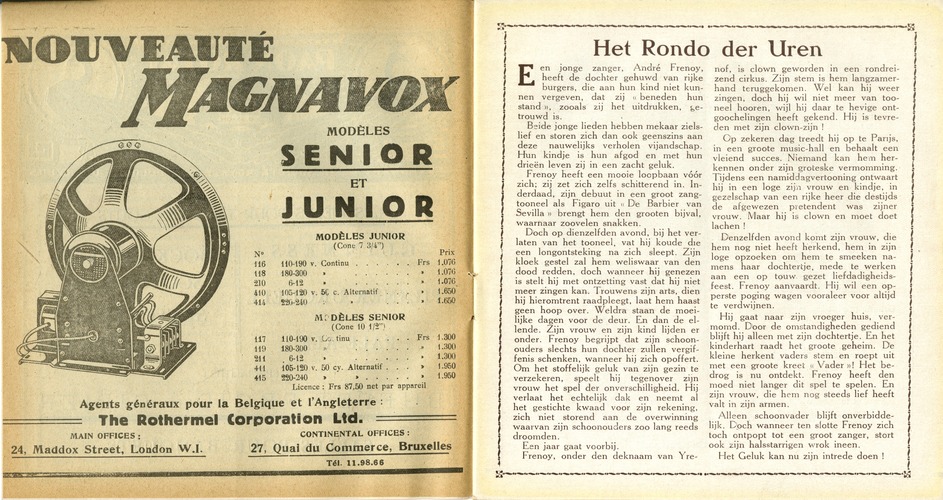 NOUVEAUTÉ
MAGNAVOX
MODÈLES
SENIOR
ET
JUNIOR
MODÈLES JUNIOR
(Cone 7 3/4")
Nº Prix
116 110-190 v. Continu . . . . Frs 1.076
118 180-300 » . . . . » 1.076
210 6-12 » . . . . » 1.076
410 105-120 v. 50 c. Alternatif . . . . » 1.650
414 220-240 » » . . . . » 1.650
MODÈLES SENIOR
(Cone 10 1/2")
117 110-190 v. Continu . . . . Frs 1.300
119 180-300 » . . . . » 1.300
211 6-12 » . . . . » 1.300
411 105-120 v. 50 cy. Alternatif . . . . » 1.950
415 220-240 » » . . . . » 1.950
Licence : Frs 87,50 net par appareil
Agents généraux pour la Belgique et l'Angleterre :
The Rothermel Corporation Ltd.
MAIN OFFICES :
24, Maddox Street, London W.I.
CONTINENTAL OFFICES :
27, Quai du Commerce, Bruxelles
Tél. 11.98.66
Het Rondo der Uren
Een jonge zanger, André Frenoy,
heeft de dochter gehuwd van rijke
burgers, die aan hun kind niet kun-
nen vergeven, dat zij « beneden hun
stand », zooals zij het uitdrukken, ge-
trouwd is.
Beide jonge lieden hebben mekaar ziels-
lief en storen zich dan ook geenszins aan
deze nauwelijks verholen vijandschap.
Hun kindje is hun afgod en met hun
drieën leven zij in een zacht geluk.
Frenoy heeft een mooie loopbaan vóór
zich; zij zet zich zelfs schitterend in. In-
derdaad, zijn debuut in een groot zang-
tooneel als Figaro uit « De Barbier van
Sevilla » brengt hem den grooten bijval,
waarnaar zoovelen snakken.
Doch op dienzelfden avond, bij het ver-
laten van het tooneel, vat hij koude die
een longontsteking na zich sleept. Zijn
kloek gestel zal hem weliswaar van den
dood redden, doch wanneer hij genezen
is stelt hij met ontzetting vast dat hij niet
meer zingen kan. Trouwens zijn arts, dien
hij hieromtrent raadpleegt, laat hem haast
geen hoop over. Weldra staan de moei-
lijke dagen voor de deur. En dan de el-
lende. Zijn vrouw en zijn kind lijden er
onder. Frenoy begrijpt dat zijn schoon-
ouders slechts hun dochter zullen vergif-
fenis schenken, wanneer hij zich opoffert.
Om het stoffelijk geluk van zijn gezin te
verzekeren, speelt hij tegenover zijn
vrouw het spel der onverschilligheid. Hij
verlaat het echtelijk dak en neemt al
het gestichte kwaad voor zijn rekening,
zich niet storend aan de overwinning
waarvan zijn schoonouders zoo lang reeds
droomden.
Een jaar gaat voorbij.
Frenoy, onder den deknaam van Yre-
nof, is clown geworden in een rondrei-
zend cirkus. Zijn stem is hem langzamer-
hand teruggekomen. Wel kan hij weer
zingen, doch hij wil niet meer van too-
neel hooren, wijl hij daar te hevige ont-
goochelingen heeft gekend. Hij is tevre-
den met zijn clown-zijn !
Op zekeren dag treedt hij op te Parijs,
in een groote music-hall en behaalt een
vleiend succes. Niemand kan hem her-
kennen onder zijn groteske vermomming.
Tijdens een namiddagvertooning ontwaart
hij in een loge zijn vrouw en kindje, in
gezelschap van een rijke heer die destijds
de afgewezen pretendent was zijner
vrouw. Maar hij is clown en moet doet
lachen !
Denzelfden avond komt zijn vrouw, die
hem nog niet heeft herkend, hem in zijn
loge opzoeken om hem te smeeken na-
mens haar dochtertje, mede te werken
aan een op touw gezet liefdadigheids-
feest. Frenoy aanvaardt. Hij wil een op-
perste poging wagen vooraleer voor altijd
te verdwijnen.
Hij gaat naar zijn vroeger huis, ver-
momd. Door de omstandigheden gediend
blijft hij alleen met zijn dochtertje. En het
kinderhart raadt het groote geheim. De
kleine herkent vaders stem en roept uit
met een groote kreet « Vader »! Het be-
drog is nu ontdekt. Frenoy heeft den
moed niet langer dit spel te spelen. En
zijn vrouw, die hem nog steeds lief heeft
valt in zijn armen.
Alleen schoonvader blijft onverbidde-
lijk. Doch wanneer ten slotte Frenoy zich
toch ontpopt tot een groot zanger, stort
ook zijn halsstarrigen wrok ineen.
Het Geluk kan nu zijn intrede doen !